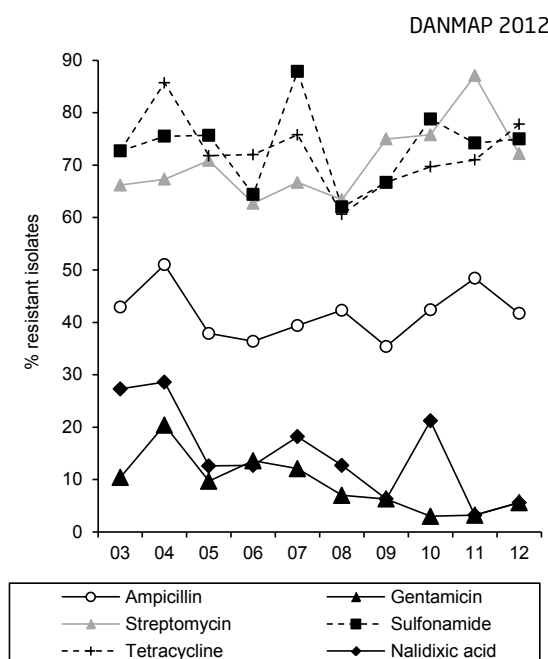 DANMAP 2012
90
80
70
60
50
40
30
20
10
0
% resistant isolates
03 04 05 06 07 08 09 10 11 12
Ampicillin Gentamicin
Streptomycin Sulfonamide
Tetracycline Nalidixic acid